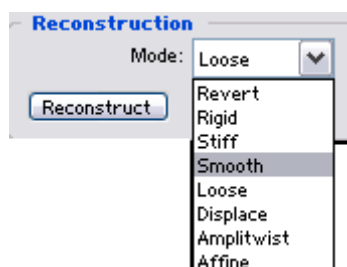 Reconstruction
Mode: Loose
Reconstruct
Revert
Rigid
Stiff
Smooth
Loose
Displace
Amplitwist
Affine